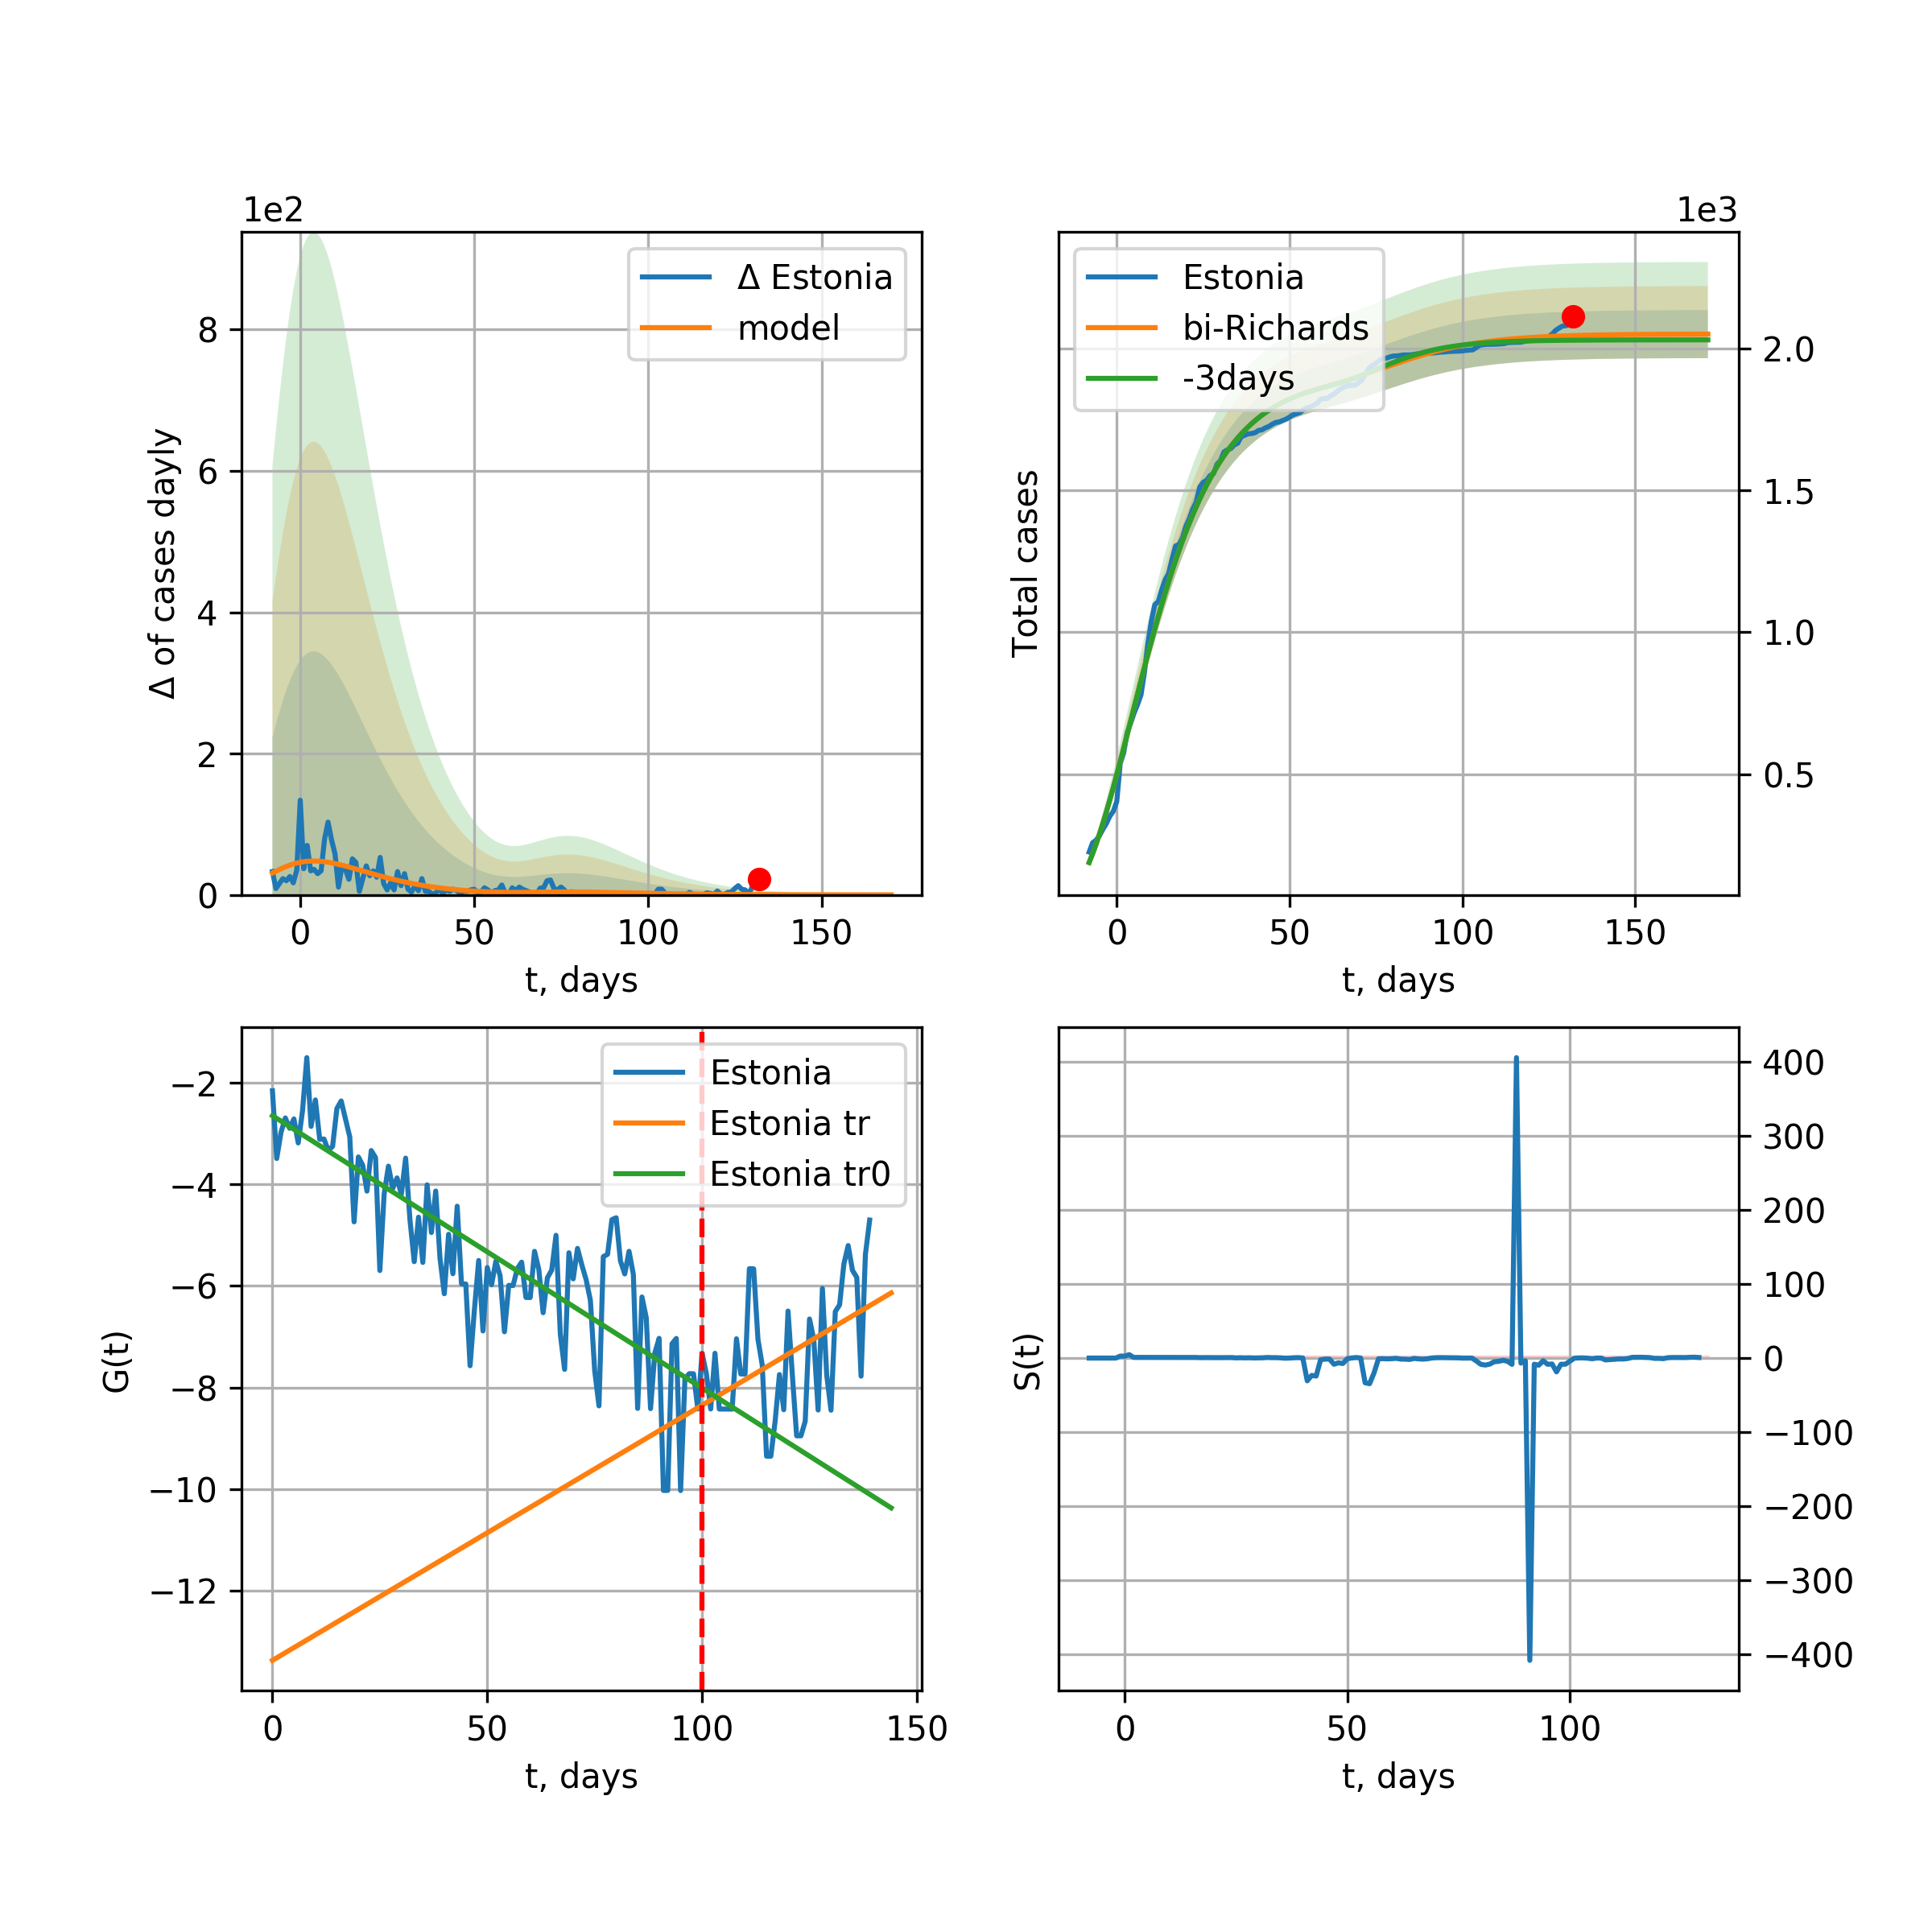 1e2
Δ of cases dayly
8
6
4
2
0
0 50 100 150
t, days
Δ Estonia
model
1e3
Total cases
2.0
1.5
1.0
0.5
0 50 100 150
t, days
Estonia
bi-Richards
-3days
G(t)
−2
−4
−6
−8
−10
−12
0 50 100 150
t, days
Estonia
Estonia tr
Estonia tr0
S(t)
400
300
200
100
0
−100
−200
−300
−400
0 50 100
t, days